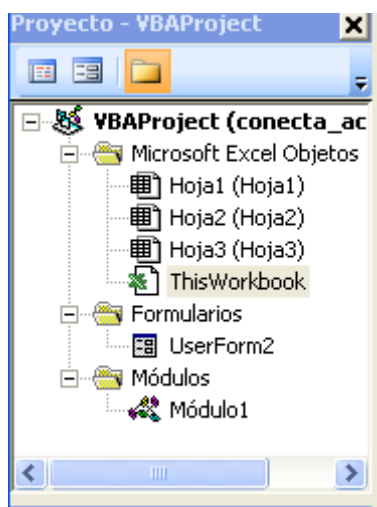 Proyecto - VBAProject
VBAProject (conecta_ac
Microsoft Excel Objetos
Hoja1 (Hoja1)
Hoja2 (Hoja2)
Hoja3 (Hoja3)
ThisWorkbook
Formularios
UserForm2
Módulos
Módulo1